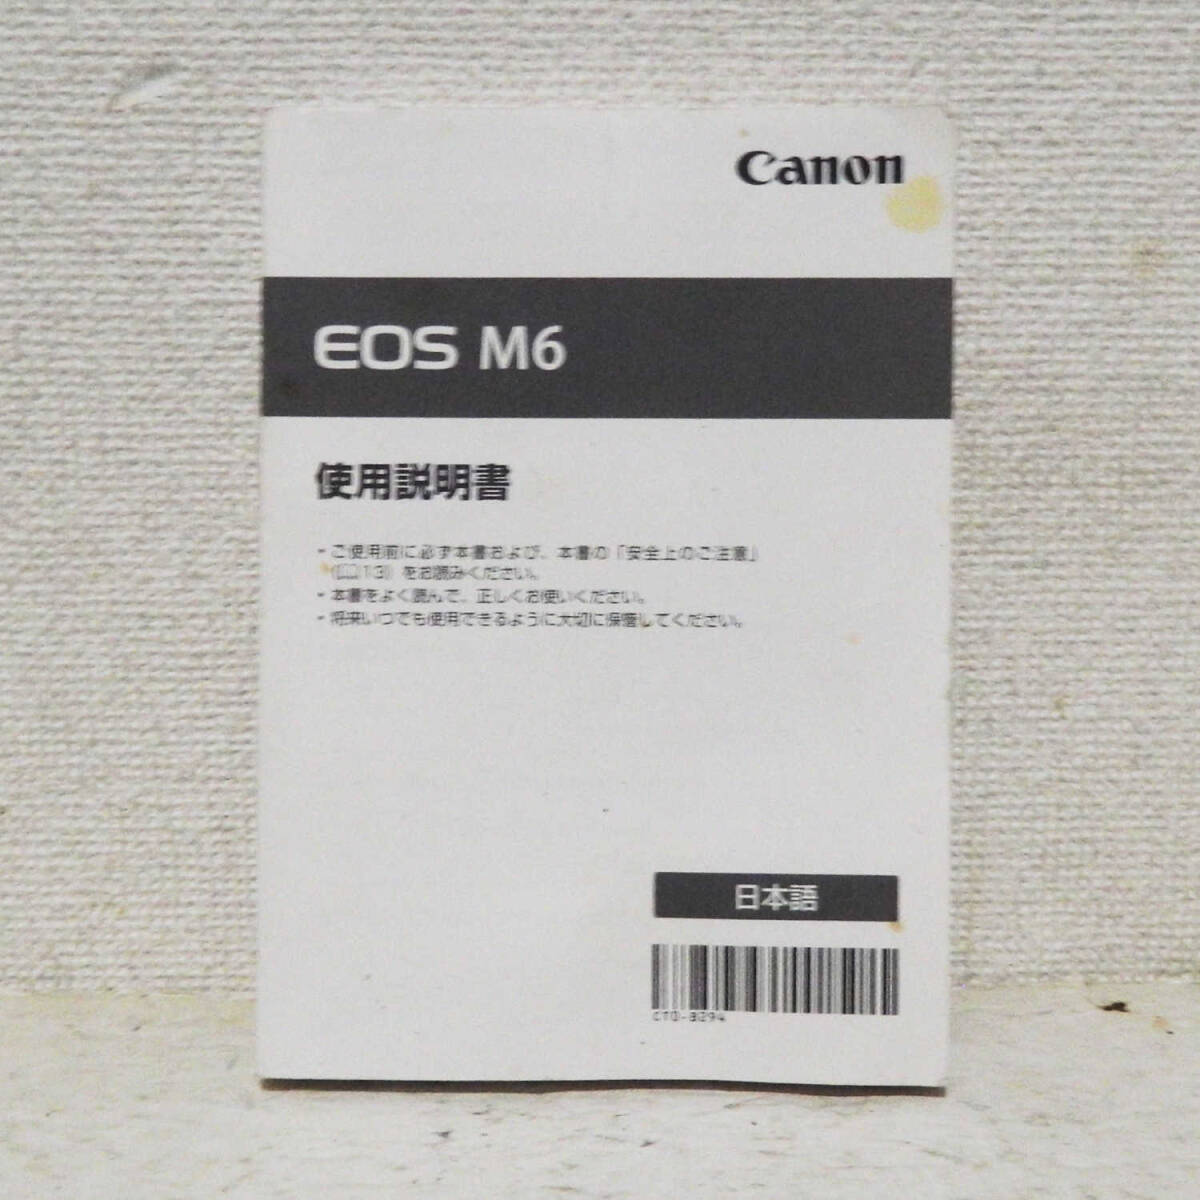 Canon
EOS M6
使用説明書
・ご使用前に必ず本書および、本書の「安全上のご注意」
(📖13) をお読みください。
・本書をよく読んで、正しくお使いください。
・将来いつでも使用できるように大切に保管してください。
日本語
CT0-8294